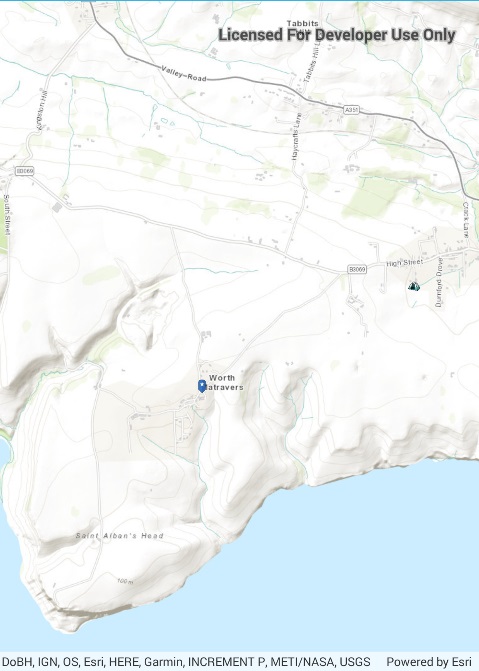 Tabbits
Licensed For Developer Use Only
Tabbits Hill L
Valley-Road
A351
Kingston Hill
Haycrafts Lane
B3069
South Street
Crack Lane
High Street
B3069
Durnford Drove
Worth
Matravers
Saint Alban's Head
100 m
DoBH, IGN, OS, Esri, HERE, Garmin, INCREMENT P, METI/NASA, USGS
Powered by Esri